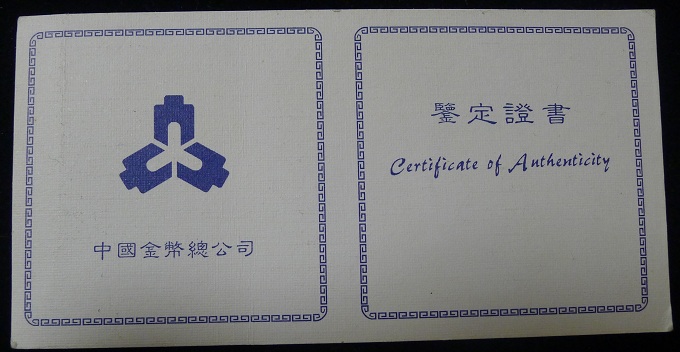 中國金幣總公司
鑒定證書
Certificate of Authenticity